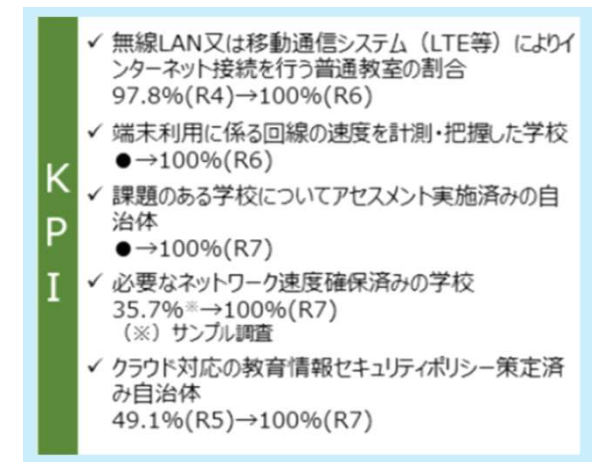 KPI
✓ 無線LAN又は移動通信システム（LTE等）によりイ
ンターネット接続を行う普通教室の割合
97.8%(R4)→100%(R6)
✓ 端末利用に係る回線の速度を計測・把握した学校
●→100%(R6)
✓ 課題のある学校についてアセスメント実施済みの自
治体
●→100%(R7)
✓ 必要なネットワーク速度確保済みの学校
35.7%※→100%(R7)
（※）サンプル調査
✓ クラウド対応の教育情報セキュリティポリシー策定済
み自治体
49.1%(R5)→100%(R7)